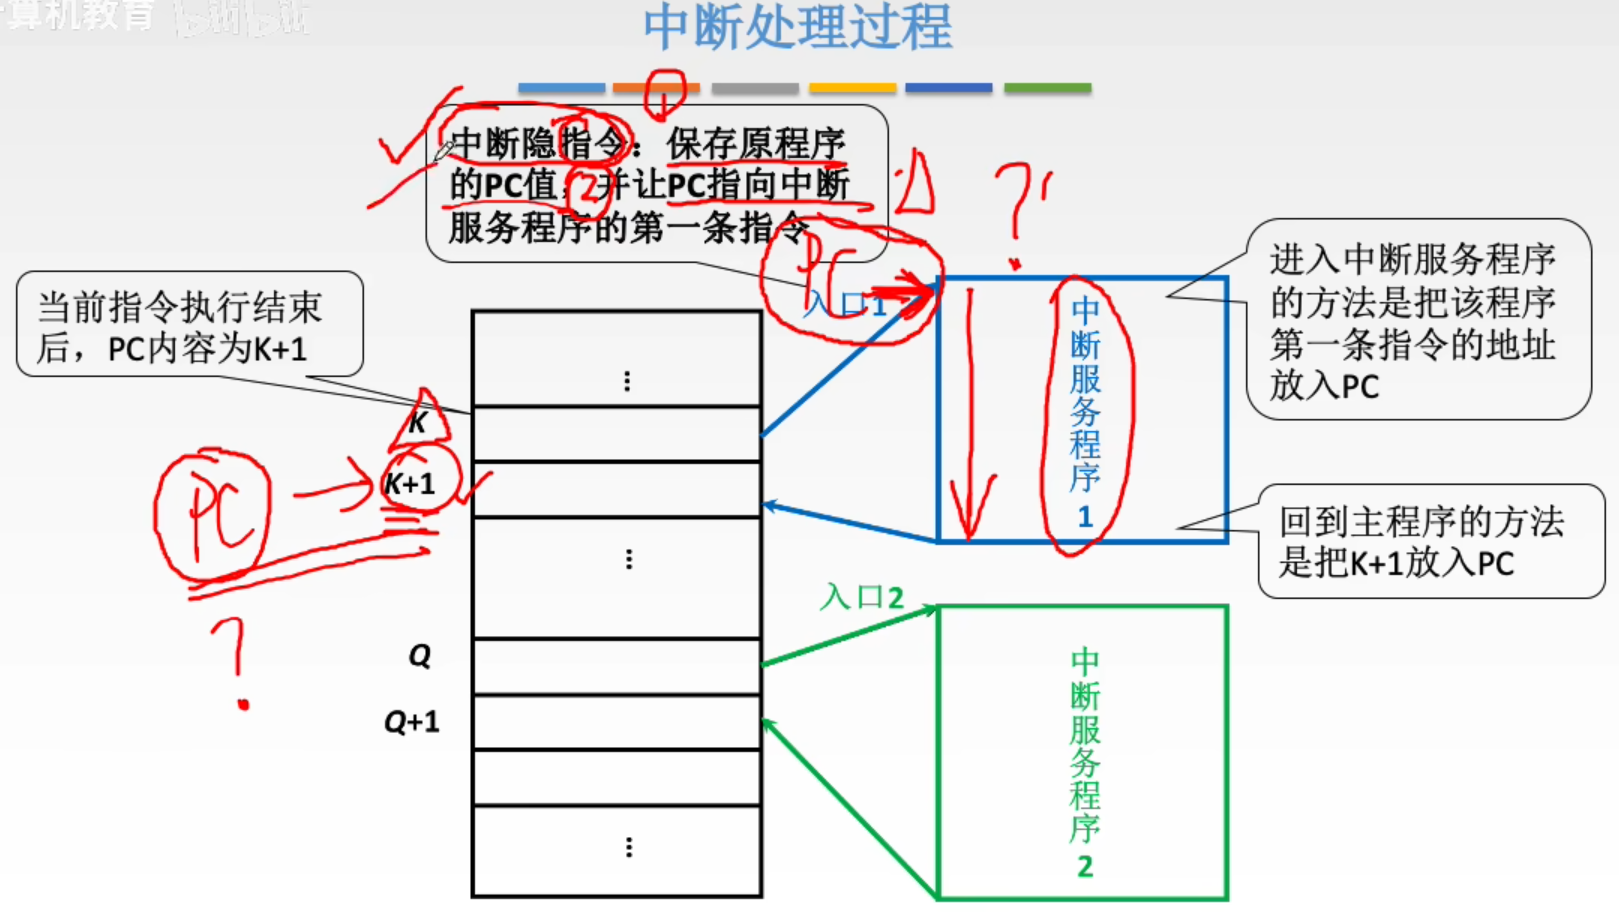 计算机教育 bilibili
中断处理过程
1
中断隐指令：保存原程序
的PC值，并让PC指向中断
服务程序的第一条指令
2
?
PC
入口1
当前指令执行结束
后，PC内容为K+1
进入中断服务程序
的方法是把该程序
第一条指令的地址
放入PC
中断服务程序1
K
K+1
PC
?
回到主程序的方法
是把K+1放入PC
入口2
Q
Q+1
中断服务程序2